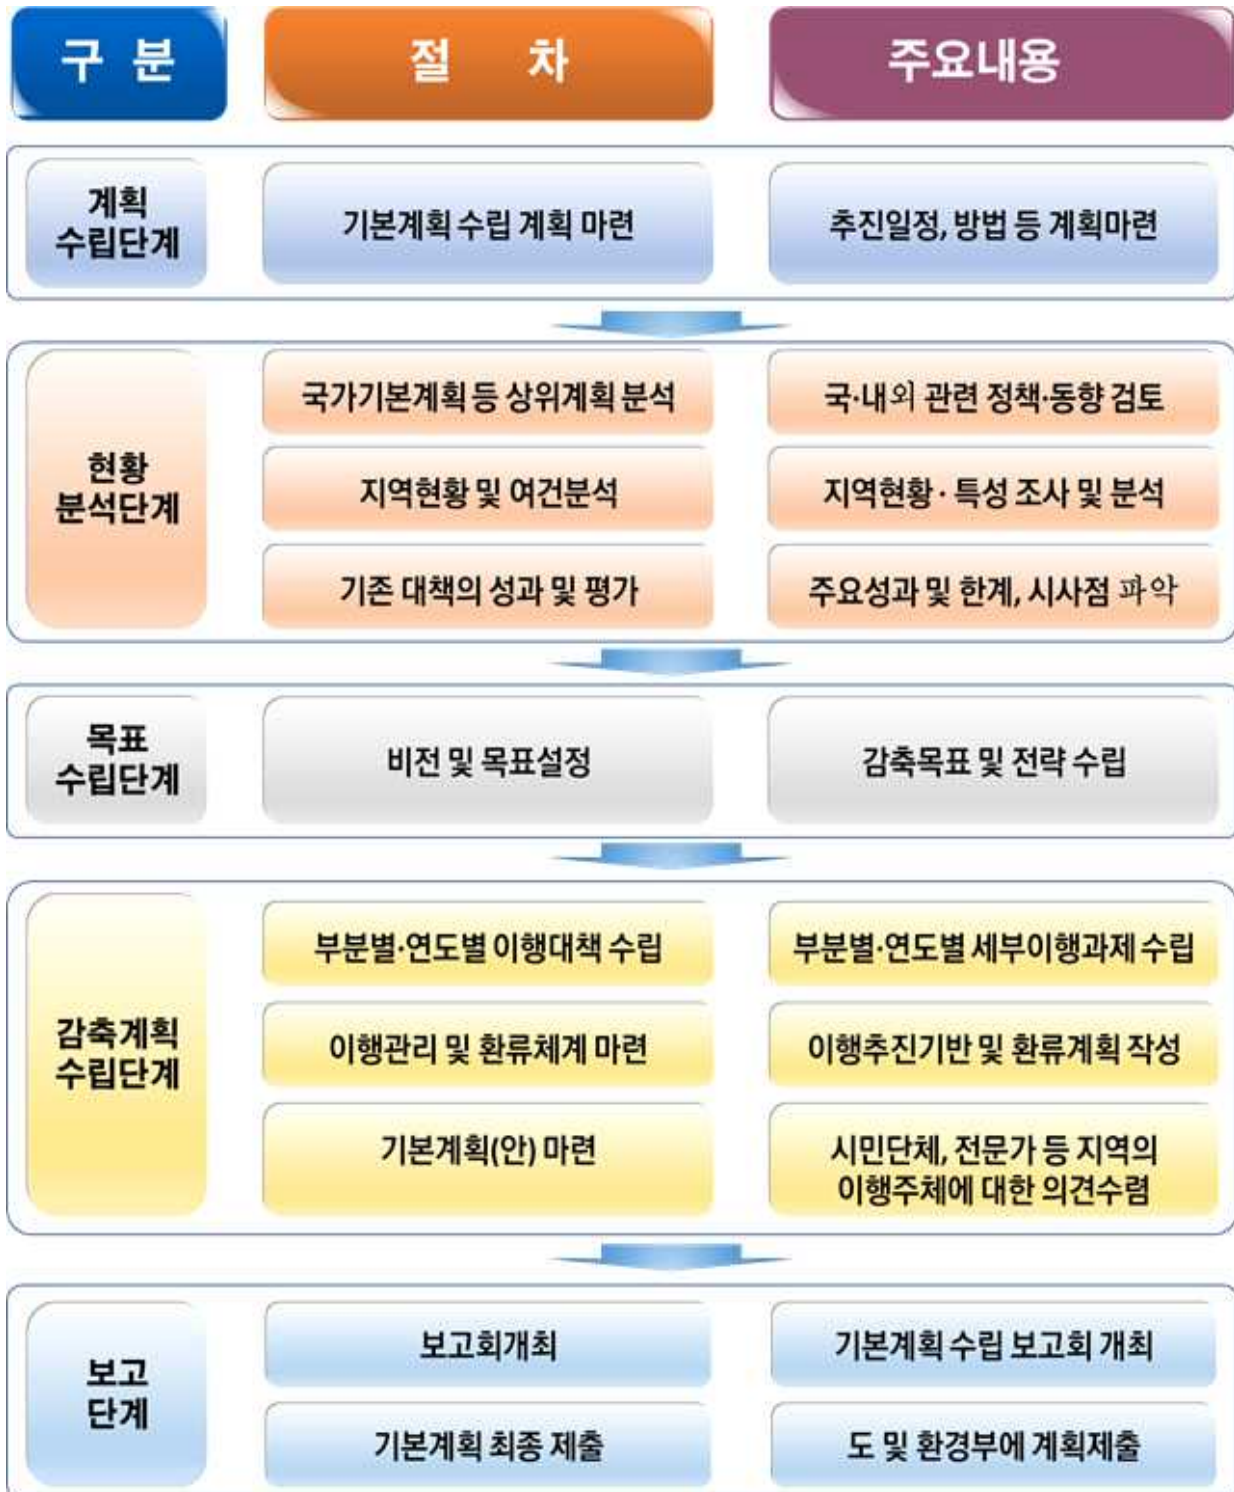 구 분
절 차
주요내용
계획
수립단계
기본계획 수립 계획 마련
추진일정, 방법 등 계획마련
현황
분석단계
국가기본계획 등 상위계획 분석
국·내외 관련 정책·동향 검토
지역현황 및 여건분석
지역현황 · 특성 조사 및 분석
기존 대책의 성과 및 평가
주요성과 및 한계, 시사점 파악
목표
수립단계
비전 및 목표설정
감축목표 및 전략 수립
감축계획
수립단계
부분별·연도별 이행대책 수립
부분별·연도별 세부이행과제 수립
이행관리 및 환류체계 마련
이행추진기반 및 환류계획 작성
기본계획(안) 마련
시민단체, 전문가 등 지역의
이행주체에 대한 의견수렴
보고
단계
보고회개최
기본계획 수립 보고회 개최
기본계획 최종 제출
도 및 환경부에 계획제출